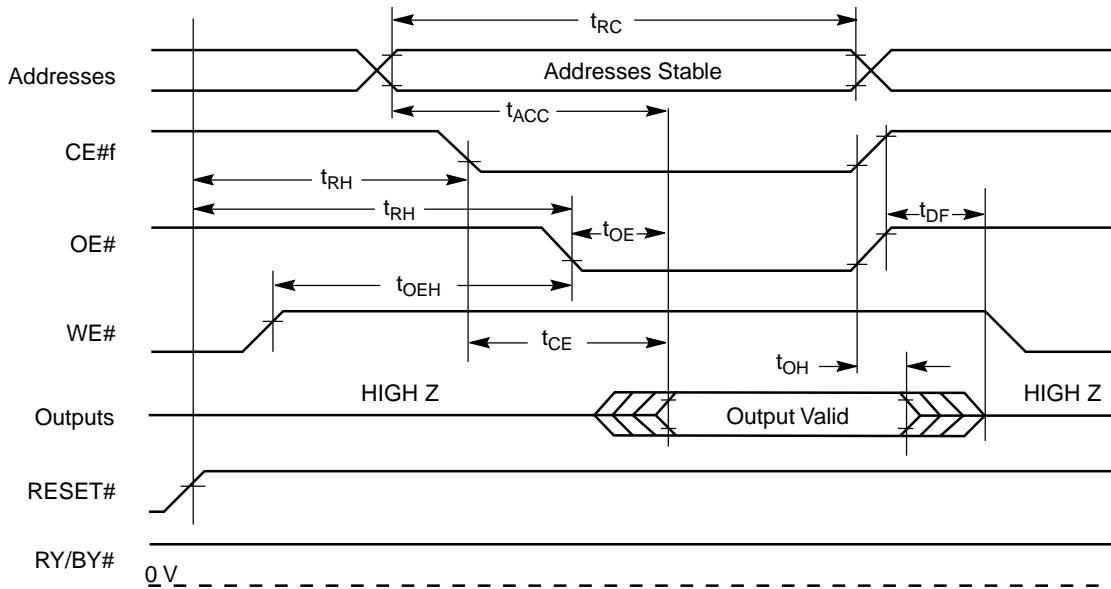 tRC
Addresses
Addresses Stable
tACC
CE#f
tRH
tRH
tOE
tDF
OE#
tOEH
WE#
tCE
tOH
HIGH Z
HIGH Z
Outputs
Output Valid
RESET#
RY/BY#
0 V